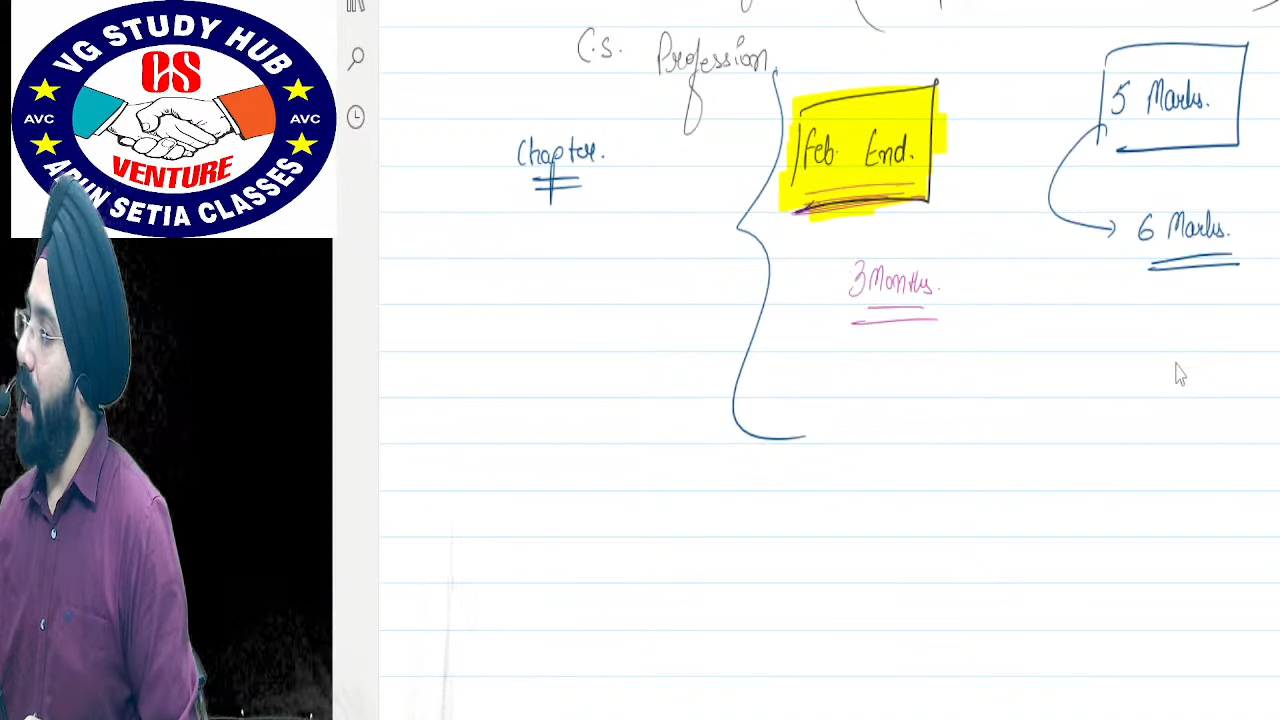 VG STUDY HUB
CS
AVC
AVC
VENTURE
ARUN SETIA CLASSES
C.S. Profession
5 Marks.
Chapter.
Feb. End.
6 Marks.
3 Months.